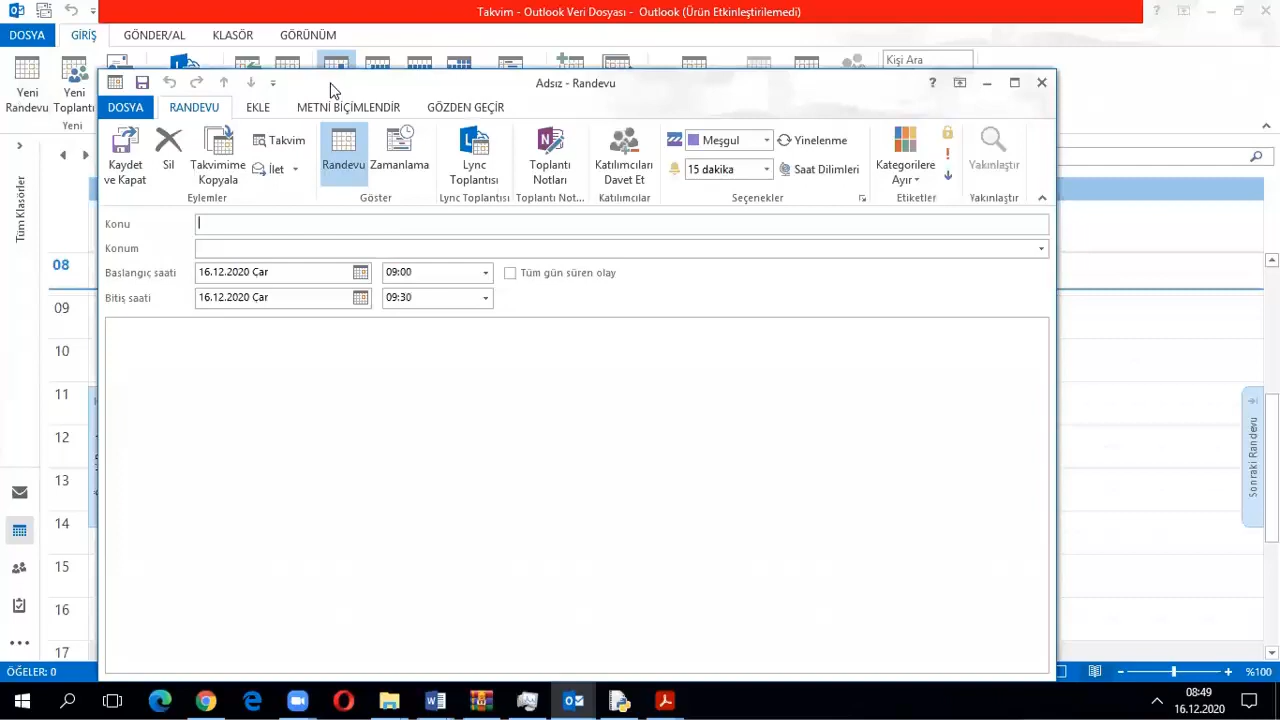 Takvim - Outlook Veri Dosyası - Outlook (Ürün Etkinleştirilemedi)
DOSYA GİRİŞ GÖNDER/AL KLASÖR GÖRÜNÜM
Kişi Ara
Yeni Randevu
Yeni Toplantı
Yeni
Adsız - Randevu
DOSYA RANDEVU EKLE METNİ BİÇİMLENDİR GÖZDEN GEÇİR
Kaydet ve Kapat
Sil
Takvimime Kopyala
Takvim
İlet
Eylemler
Randevu
Zamanlama
Göster
Lync Toplantısı
Lync Toplantısı
Toplantı Notları
Toplantı Not...
Katılımcıları Davet Et
Katılımcılar
Meşgul
15 dakika
Yinelenme
Saat Dilimleri
Seçenekler
Kategorilere Ayır
Etiketler
Yakınlaştır
Yakınlaştır
Konu
Konum
Başlangıç saati 16.12.2020 Çar 09:00 Tüm gün süren olay
Bitiş saati 16.12.2020 Çar 09:30
Tüm Klasörler
08
09
10
11
12
13
14
15
16
17
Sonraki Randevu
ÖĞELER: 0
%100
08:49
16.12.2020